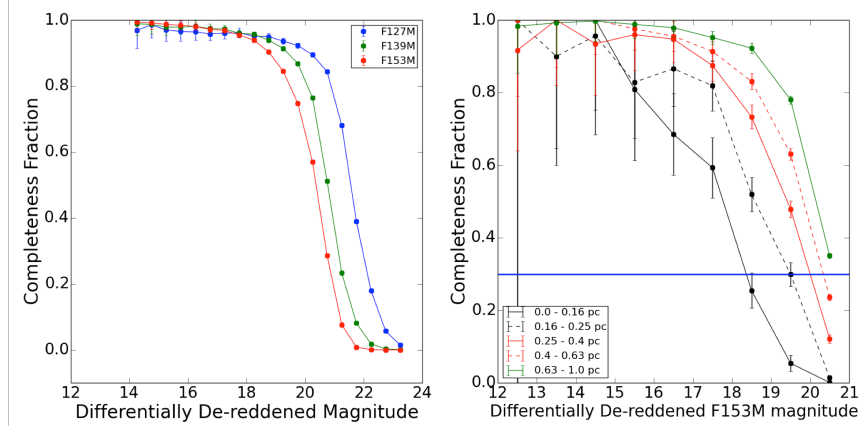 1.0
0.8
0.6
0.4
0.2
0.0
Completeness Fraction
12 14 16 18 20 22 24
Differentially De-reddened Magnitude
F127M
F139M
F153M
1.0
0.8
0.6
0.4
0.2
0.0
Completeness Fraction
0.0 - 0.16 pc
0.16 - 0.25 pc
0.25 - 0.4 pc
0.4 - 0.63 pc
0.63 - 1.0 pc
12 13 14 15 16 17 18 19 20 21
Differentially De-reddened F153M magnitude